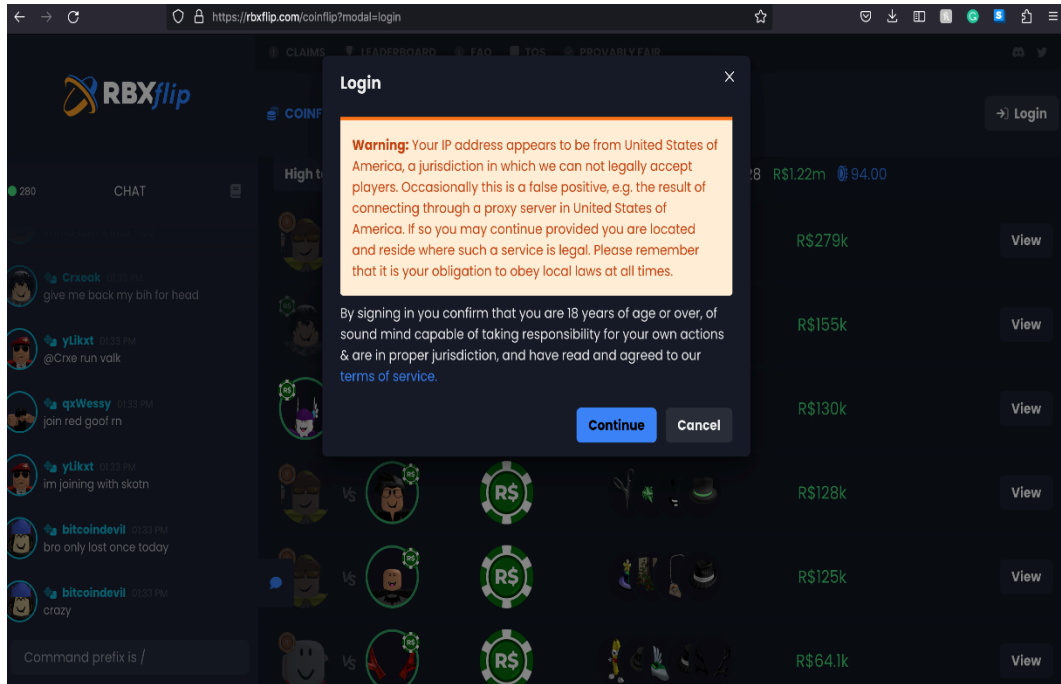 https://rbxflip.com/coinflip?modal=login
CLAIMS LEADERBOARD FAQ TOS PROVABLY FAIR
RBXflip
COINF
Login
280 CHAT
High t
28 R$1.22m 94.00
Login
Warning: Your IP address appears to be from United States of
America, a jurisdiction in which we can not legally accept
players. Occasionally this is a false positive, e.g. the result of
connecting through a proxy server in United States of
America. If so you may continue provided you are located
and reside where such a service is legal. Please remember
that it is your obligation to obey local laws at all times.
By signing in you confirm that you are 18 years of age or over, of
sound mind capable of taking responsibility for your own actions
& are in proper jurisdiction, and have read and agreed to our
terms of service.
Continue Cancel
Crxeak 01:33 PM
give me back my bih for head
yLikxt 01:33 PM
@Crxe run valk
qxWessy 01:33 PM
join red goof rn
yLikxt 01:33 PM
im joining with skotn
bitcoindevil 01:33 PM
bro only lost once today
bitcoindevil 01:33 PM
crazy
Command prefix is /
R$279k View
R$155k View
R$ R$130k View
VS R$ R$ R$128k View
VS R$ R$ R$125k View
VS R$ R$ R$64.1k View